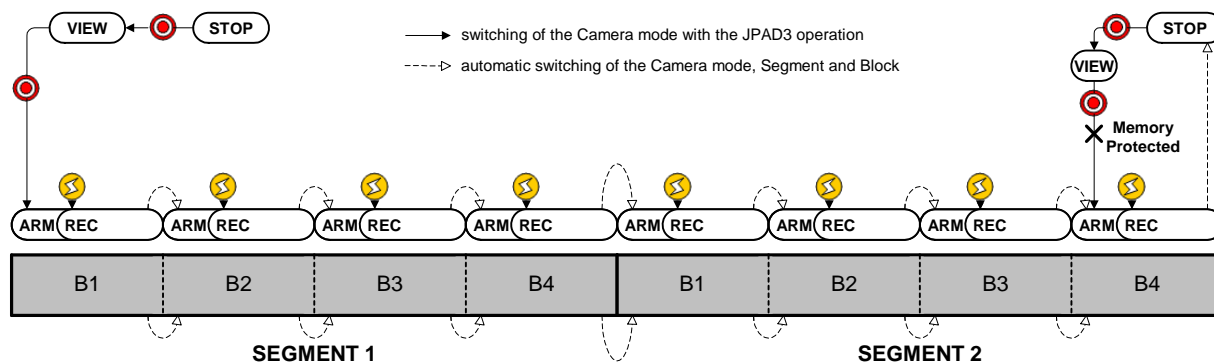 VIEW
STOP
switching of the Camera mode with the JPAD3 operation
automatic switching of the Camera mode, Segment and Block
STOP
VIEW
Memory
Protected
ARM REC ARM REC ARM REC ARM REC ARM REC ARM REC ARM REC ARM REC
B1 B2 B3 B4 B1 B2 B3 B4
SEGMENT 1 SEGMENT 2